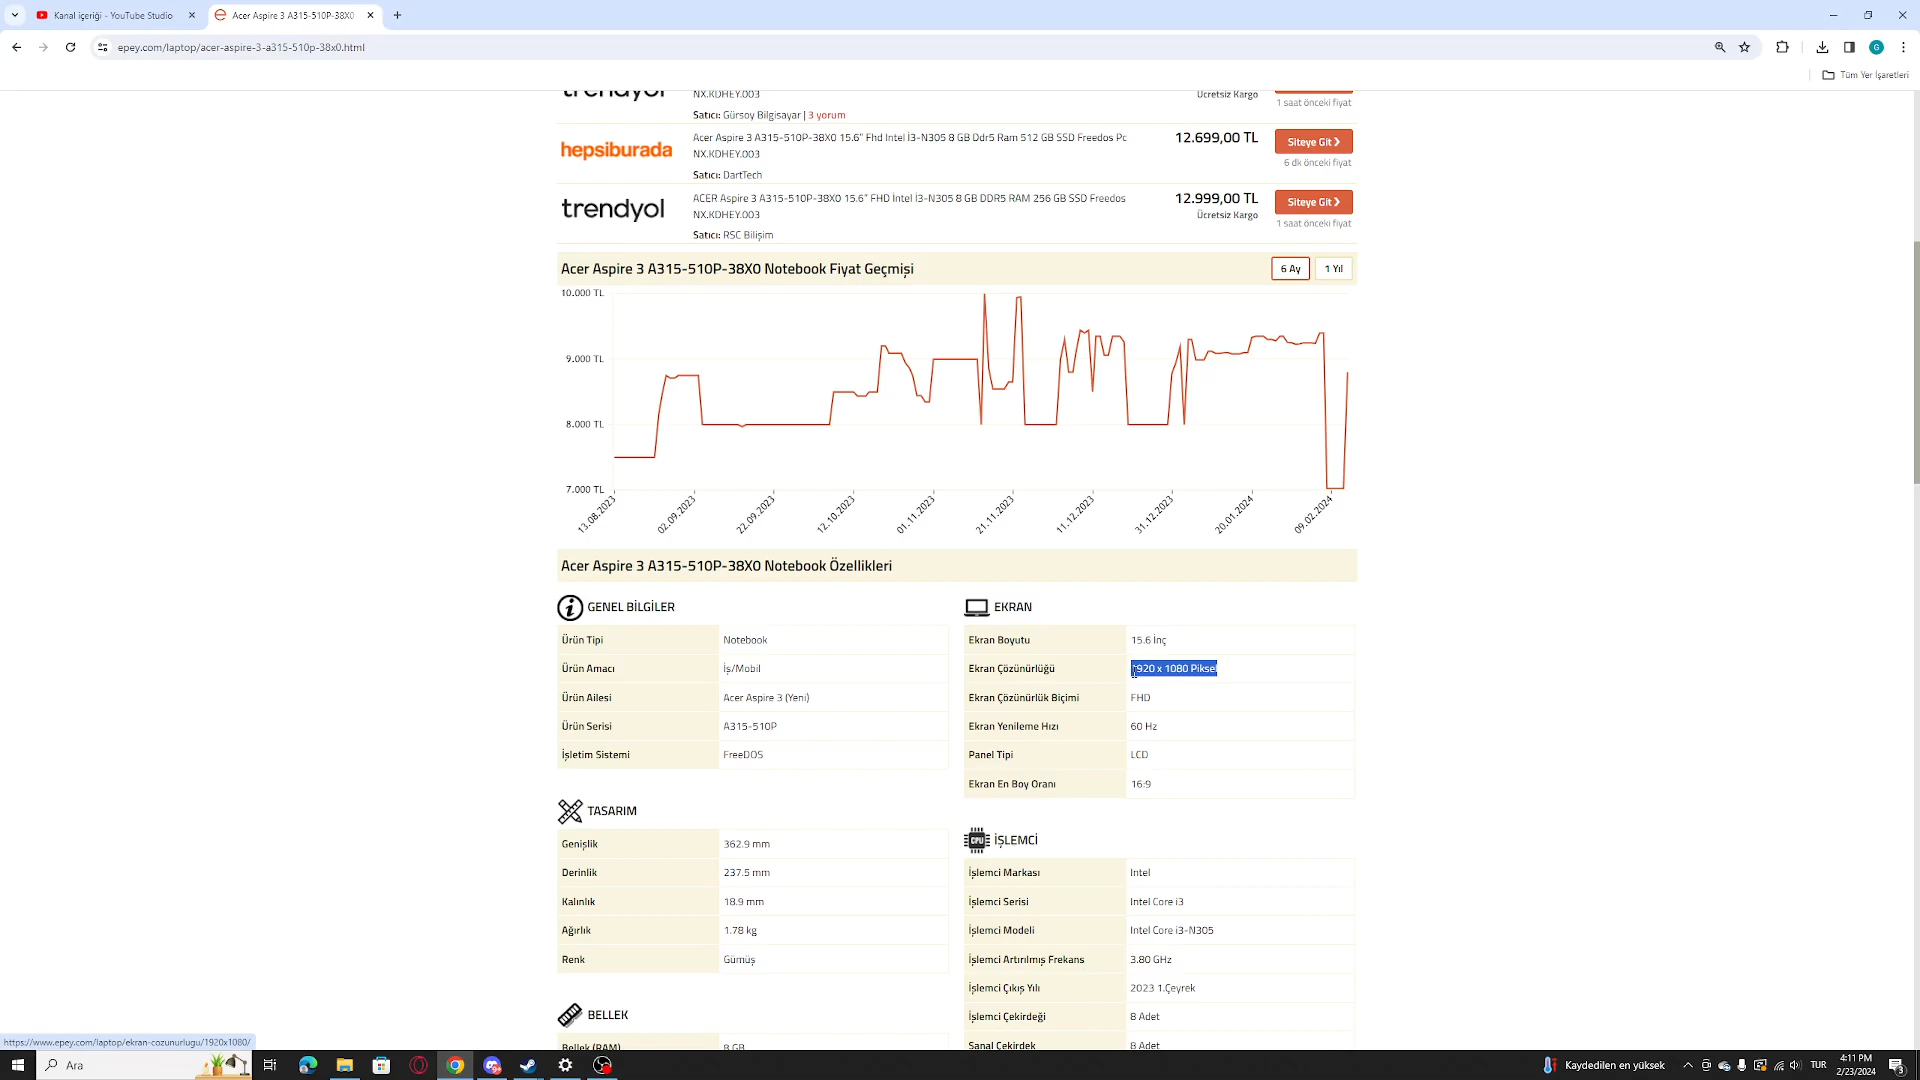 Kanal içeriği - YouTube Studio
Acer Aspire 3 A315-510P-38X0
epey.com/laptop/acer-aspire-3-a315-510p-38x0.html
G
Tüm Yer İşaretleri
trendyol
NX.KDHEY.003
Satıcı: Gürsoy Bilgisayar | 3 yorum
Ücretsiz Kargo
1 saat önceki fiyat
hepsiburada
Acer Aspire 3 A315-510P-38X0 15.6" Fhd Intel İ3-N305 8 GB Ddr5 Ram 512 GB SSD Freedos Pc
NX.KDHEY.003
Satıcı: DartTech
12.699,00 TL
Siteye Git
6 dk önceki fiyat
trendyol
ACER Aspire 3 A315-510P-38X0 15.6" FHD İntel İ3-N305 8 GB DDR5 RAM 256 GB SSD Freedos
NX.KDHEY.003
Satıcı: RSC Bilişim
12.999,00 TL
Ücretsiz Kargo
Siteye Git
1 saat önceki fiyat
Acer Aspire 3 A315-510P-38X0 Notebook Fiyat Geçmişi
6 Ay
1 Yıl
10.000 TL
9.000 TL
8.000 TL
7.000 TL
13.08.2023
02.09.2023
22.09.2023
12.10.2023
01.11.2023
21.11.2023
11.12.2023
31.12.2023
20.01.2024
09.02.2024
Acer Aspire 3 A315-510P-38X0 Notebook Özellikleri
GENEL BİLGİLER
Ürün Tipi Notebook
Ürün Amacı İş/Mobil
Ürün Ailesi Acer Aspire 3 (Yeni)
Ürün Serisi A315-510P
İşletim Sistemi FreeDOS
TASARIM
Genişlik 362.9 mm
Derinlik 237.5 mm
Kalınlık 18.9 mm
Ağırlık 1.78 kg
Renk Gümüş
BELLEK
Bellek (RAM) 8 GB
EKRAN
Ekran Boyutu 15.6 İnç
Ekran Çözünürlüğü 1920 x 1080 Piksel
Ekran Çözünürlük Biçimi FHD
Ekran Yenileme Hızı 60 Hz
Panel Tipi LCD
Ekran En Boy Oranı 16:9
CPU
İŞLEMCİ
İşlemci Markası Intel
İşlemci Serisi Intel Core i3
İşlemci Modeli Intel Core i3-N305
İşlemci Artırılmış Frekans 3.80 GHz
İşlemci Çıkış Yılı 2023 1.Çeyrek
İşlemci Çekirdeği 8 Adet
Sanal Çekirdek 8 Adet
https://www.epey.com/laptop/ekran-cozunurlugu/1920x1080/
Ara
Kaydedilen en yüksek
TUR
4:11 PM
2/23/2024
3